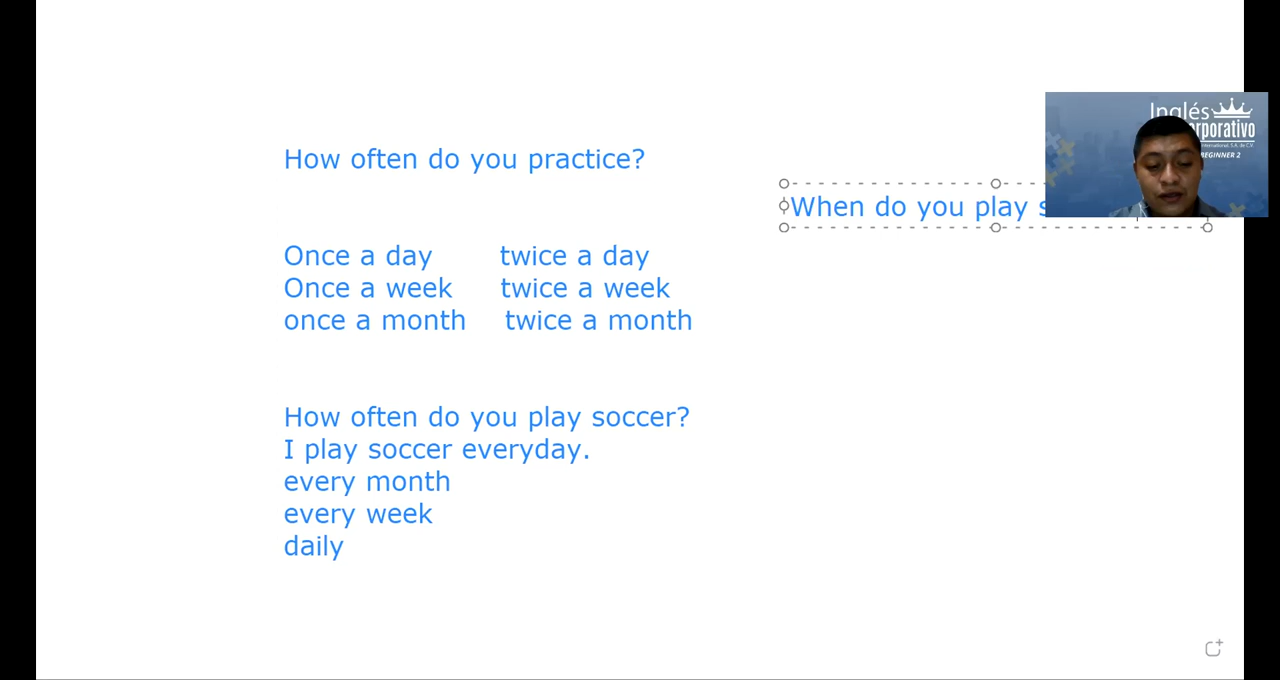 How often do you practice?
When do you play
Once a day twice a day
Once a week twice a week
once a month twice a month
How often do you play soccer?
I play soccer everyday.
every month
every week
daily
Inglés
International, S.A. de C.V.
BEGINNER 2